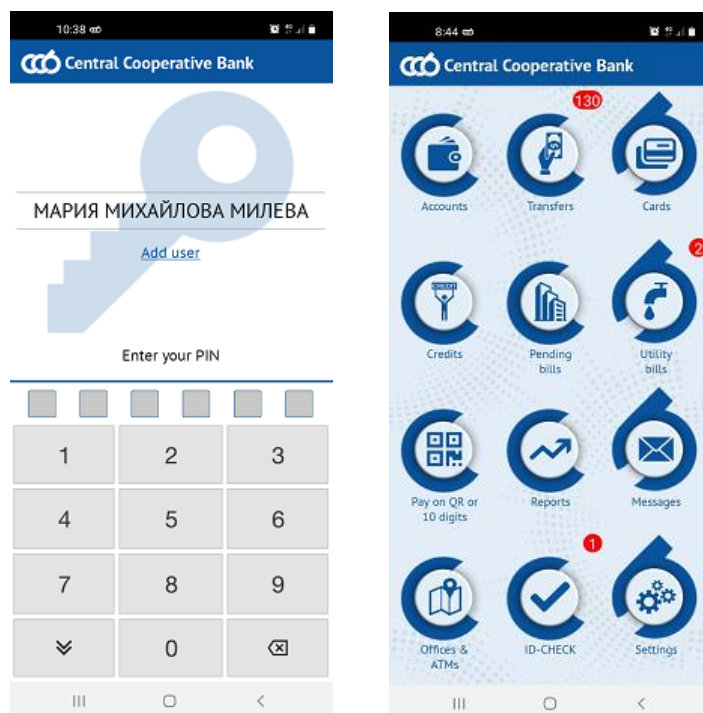 10:38
Central Cooperative Bank
МАРИЯ МИХАЙЛОВА МИЛЕВА
Add user
Enter your PIN
1 2 3
4 5 6
7 8 9
0
8:44
Central Cooperative Bank
130
Accounts Transfers Cards
2
CREDIT
Credits Pending bills Utility bills
Pay on QR or 10 digits Reports Messages
1
Offices & ATMs ID-CHECK Settings